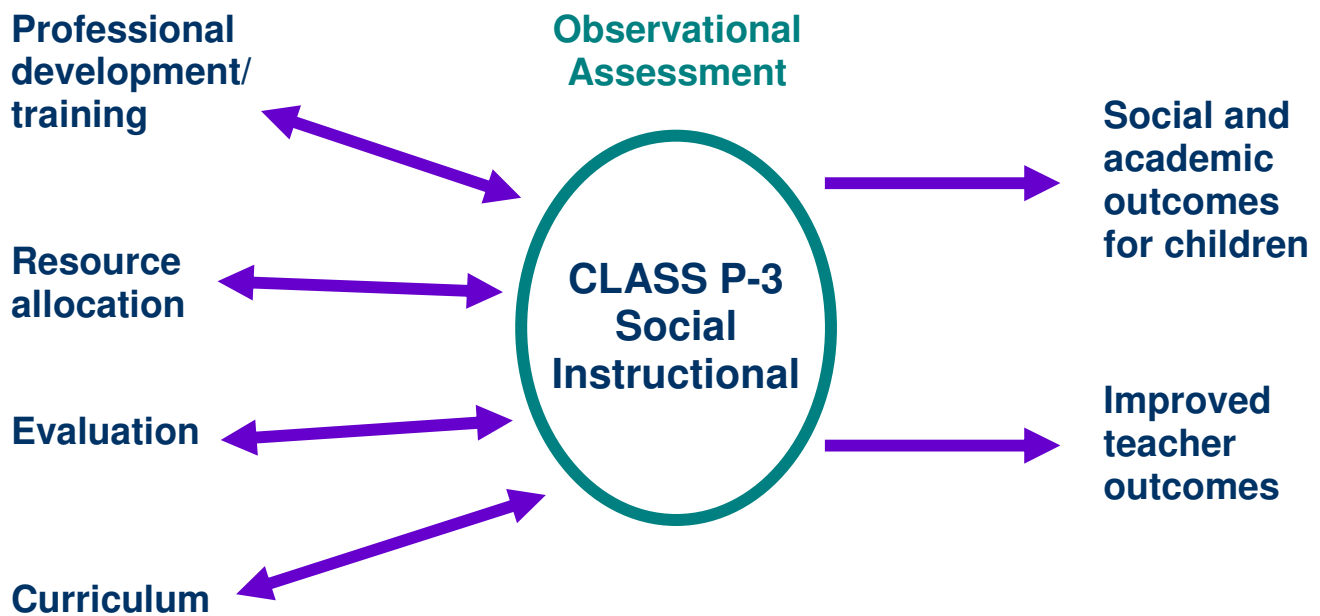 Professional
development/
training
Resource
allocation
Evaluation
Curriculum
Observational
Assessment
CLASS P-3
Social
Instructional
Social and
academic
outcomes
for children
Improved
teacher
outcomes